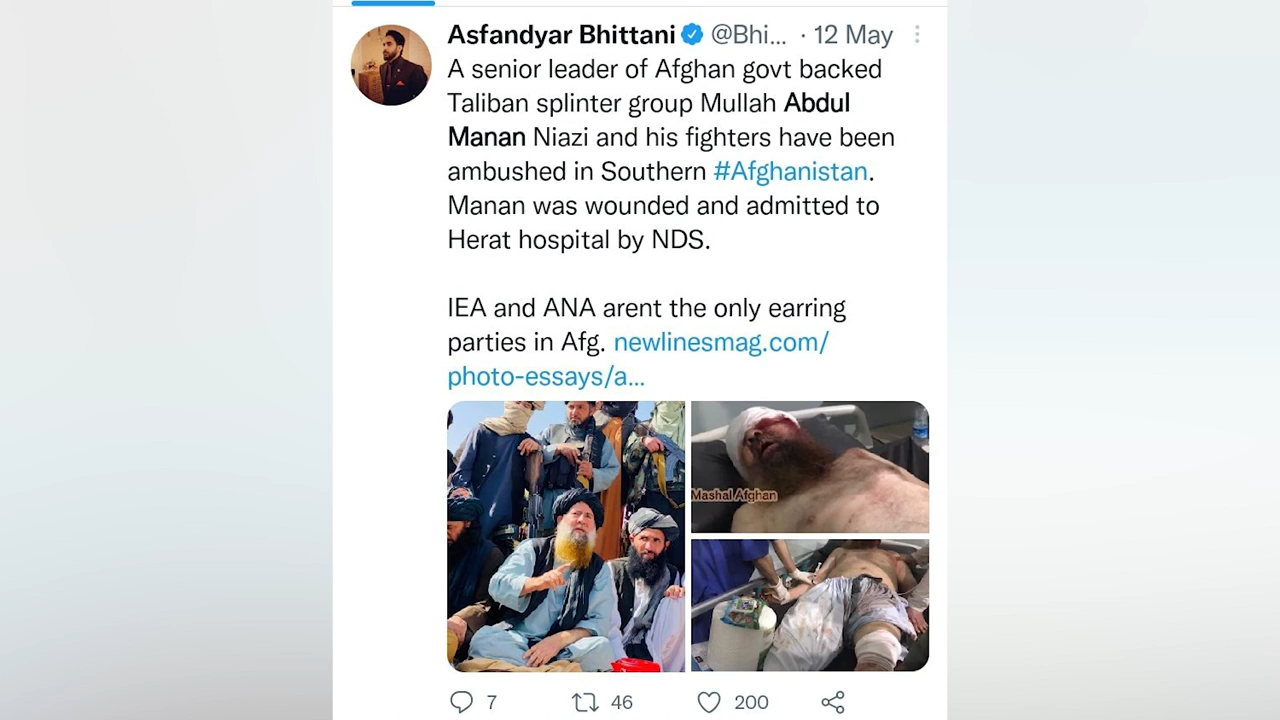 Asfandyar Bhittani @Bhi... · 12 May
A senior leader of Afghan govt backed
Taliban splinter group Mullah Abdul
Manan Niazi and his fighters have been
ambushed in Southern #Afghanistan.
Manan was wounded and admitted to
Herat hospital by NDS.
IEA and ANA arent the only earring
parties in Afg. newlinesmag.com/
photo-essays/a...
Mashal Afghan
7 46 200